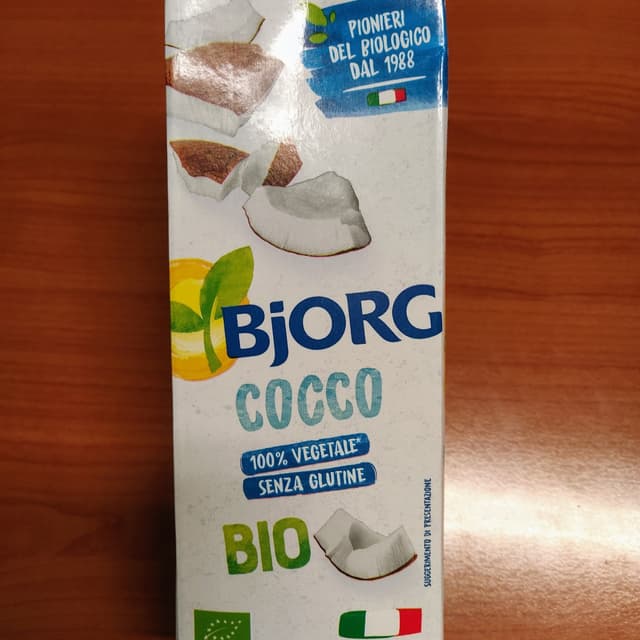 PIONIERI
DEL BIOLOGICO
DAL 1988
BjORG
COCCO
100% VEGETALE*
SENZA GLUTINE
BIO
SUGGERIMENTO DI PRESENTAZIONE